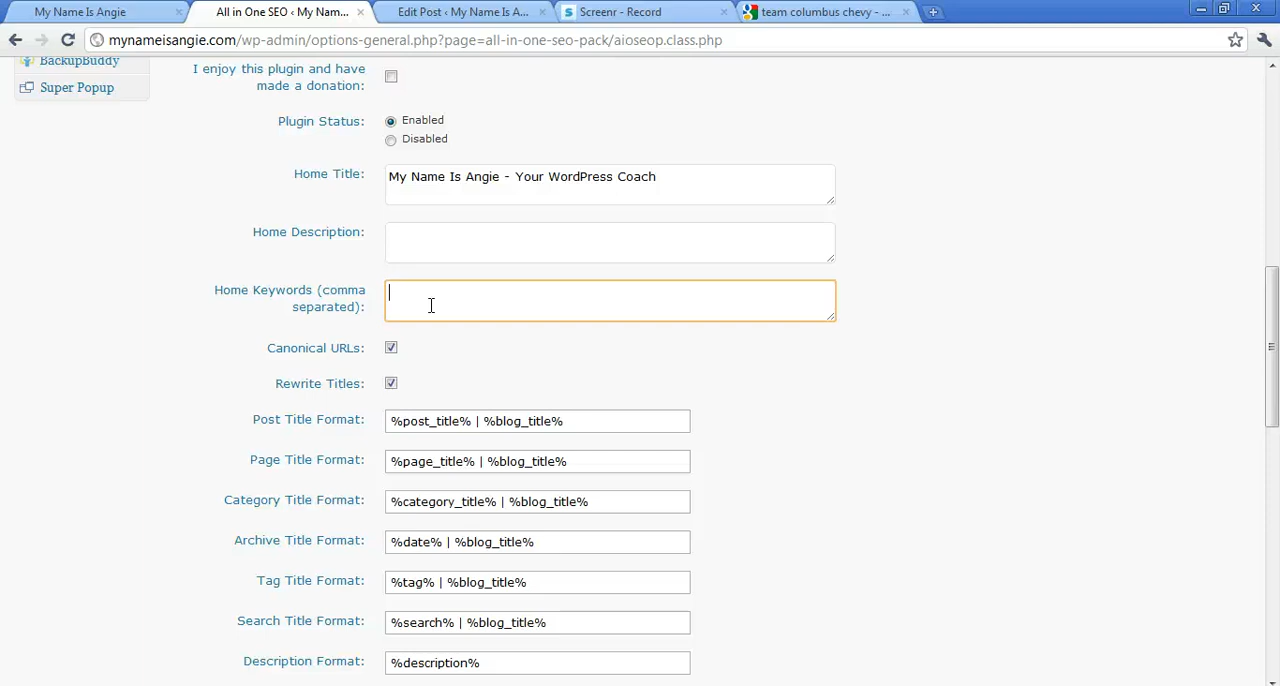 My Name Is Angie
All in One SEO ‹ My Nam...
Edit Post ‹ My Name Is A...
Screenr - Record
team columbus chevy - ...
mynameisangie.com/wp-admin/options-general.php?page=all-in-one-seo-pack/aioseop.class.php
BackupBuddy
Super Popup
I enjoy this plugin and have
made a donation:
Plugin Status:
Enabled
Disabled
Home Title:
My Name Is Angie - Your WordPress Coach
Home Description:
Home Keywords (comma
separated):
Canonical URLs:
Rewrite Titles:
Post Title Format:
%post_title% | %blog_title%
Page Title Format:
%page_title% | %blog_title%
Category Title Format:
%category_title% | %blog_title%
Archive Title Format:
%date% | %blog_title%
Tag Title Format:
%tag% | %blog_title%
Search Title Format:
%search% | %blog_title%
Description Format:
%description%